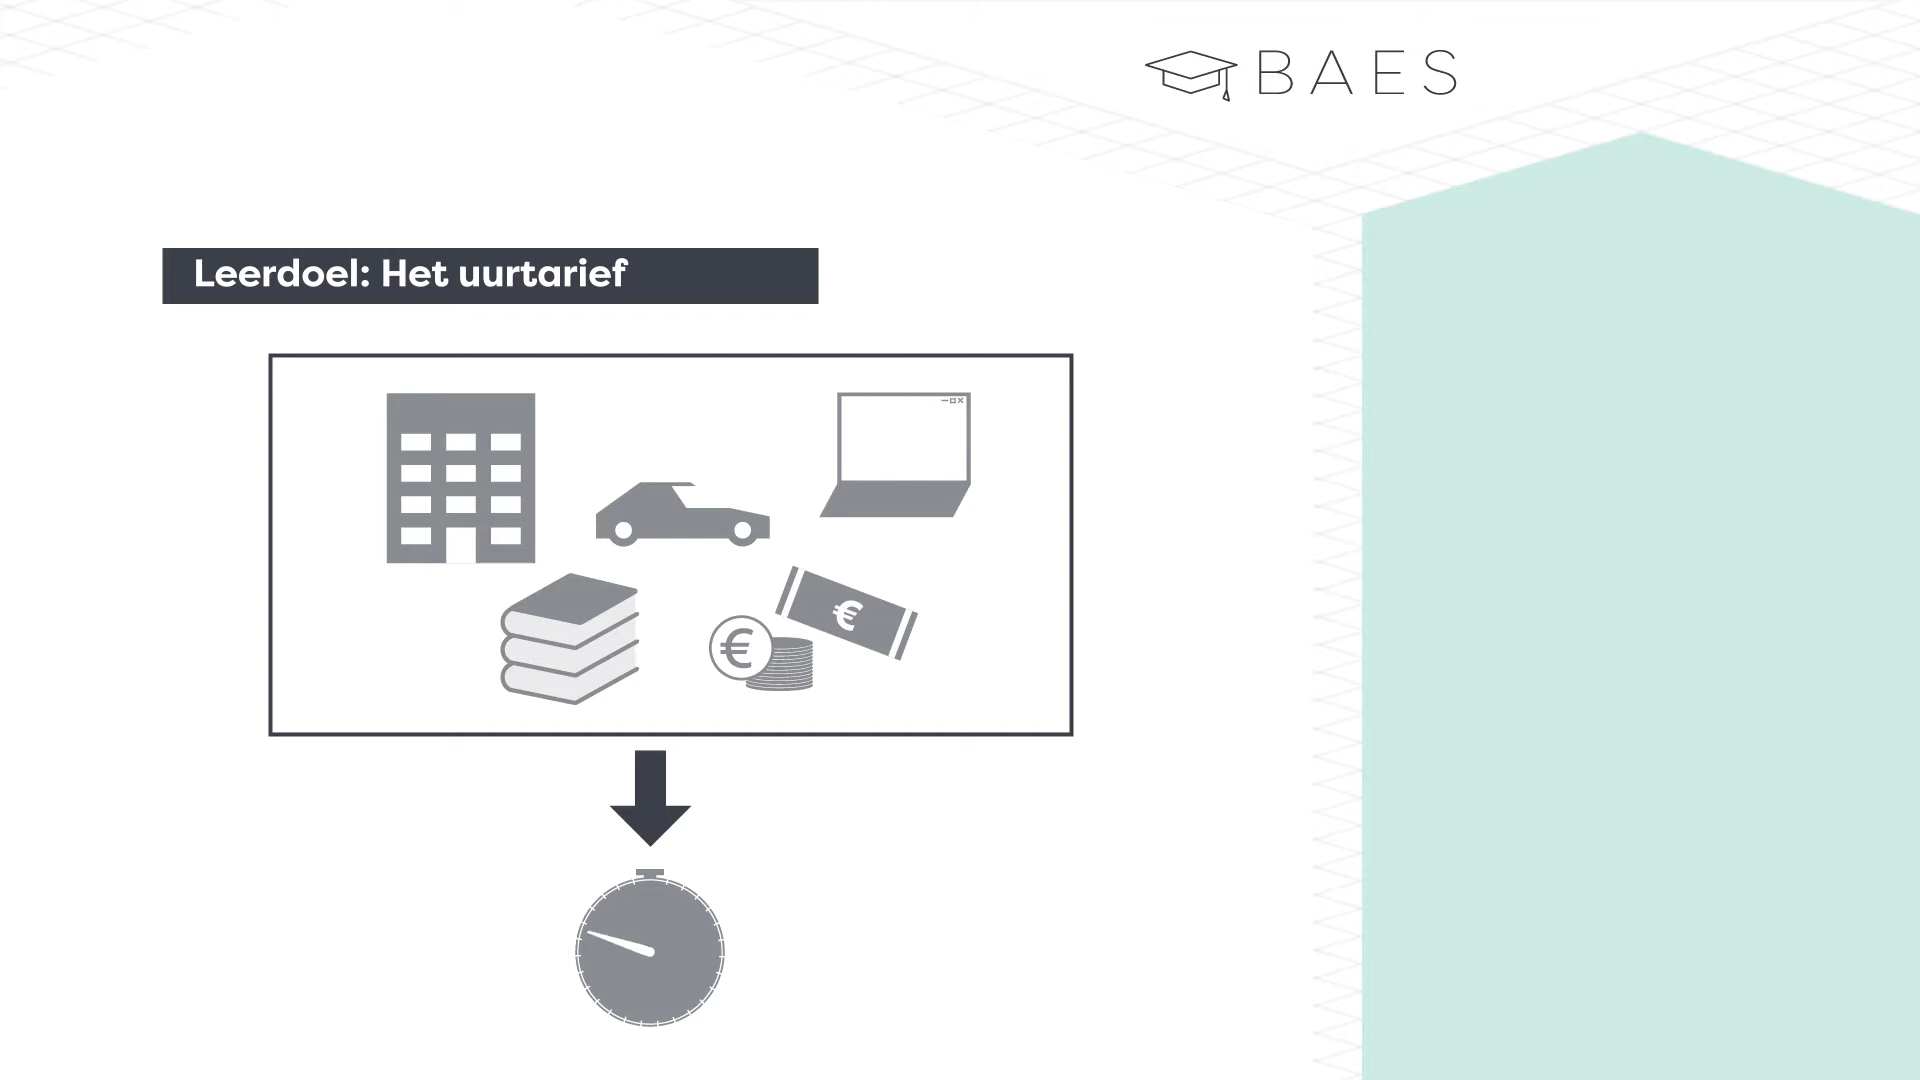 BAES
Leerdoel: Het uurtarief
€
€